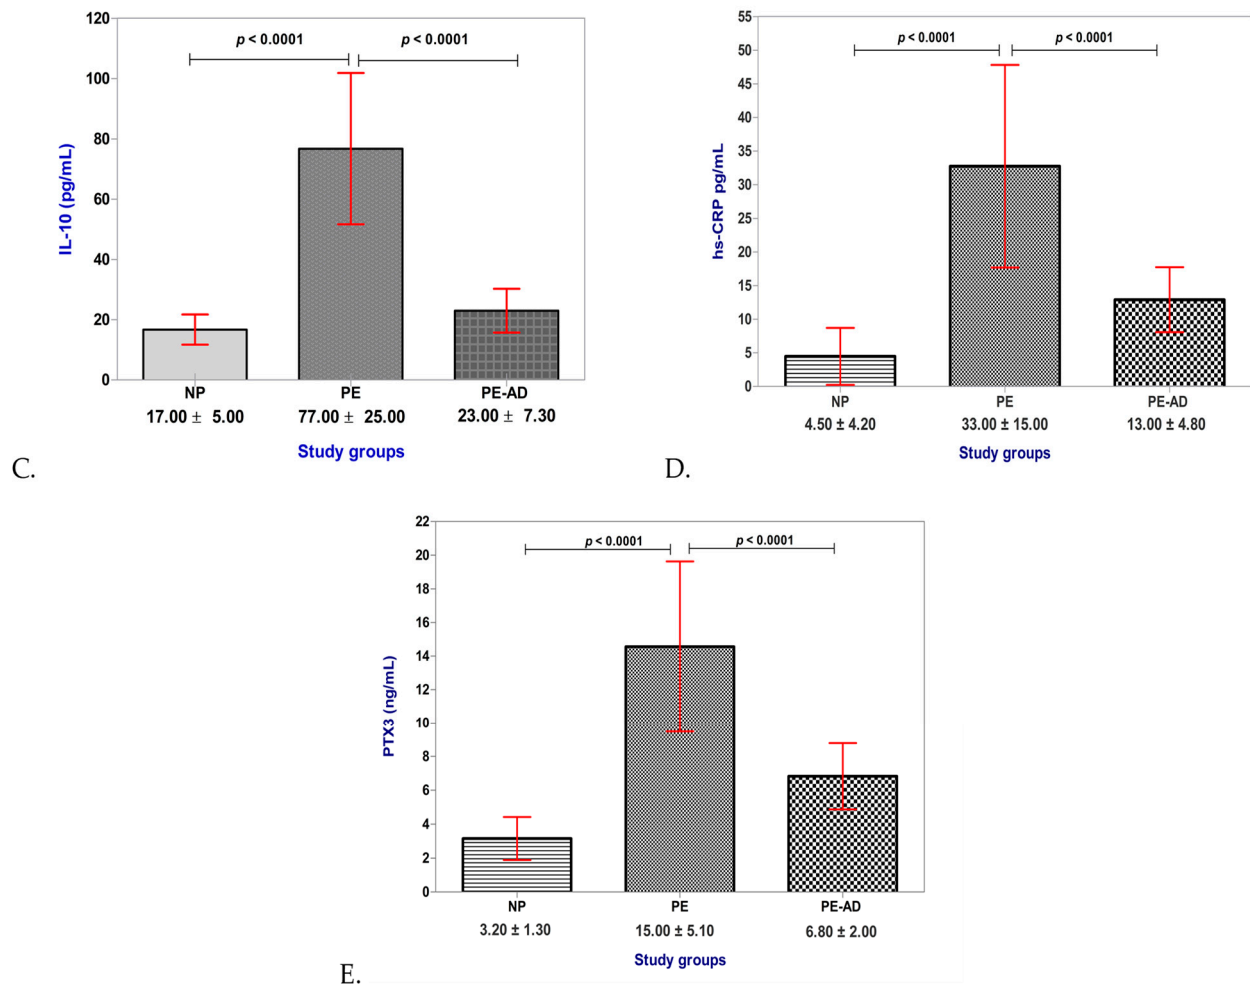 120
100
80
60
40
20
0
IL-10 (pg/mL)
p < 0.0001
p < 0.0001
NP
PE
PE-AD
17.00 ± 5.00
77.00 ± 25.00
23.00 ± 7.30
Study groups
C.
55
50
45
40
35
30
25
20
15
10
5
0
hs-CRP pg/mL
p < 0.0001
p < 0.0001
NP
PE
PE-AD
4.50 ± 4.20
33.00 ± 15.00
13.00 ± 4.80
Study groups
D.
22
20
18
16
14
12
10
8
6
4
2
0
PTX3 (ng/mL)
p < 0.0001
p < 0.0001
NP
PE
PE-AD
3.20 ± 1.30
15.00 ± 5.10
6.80 ± 2.00
Study groups
E.